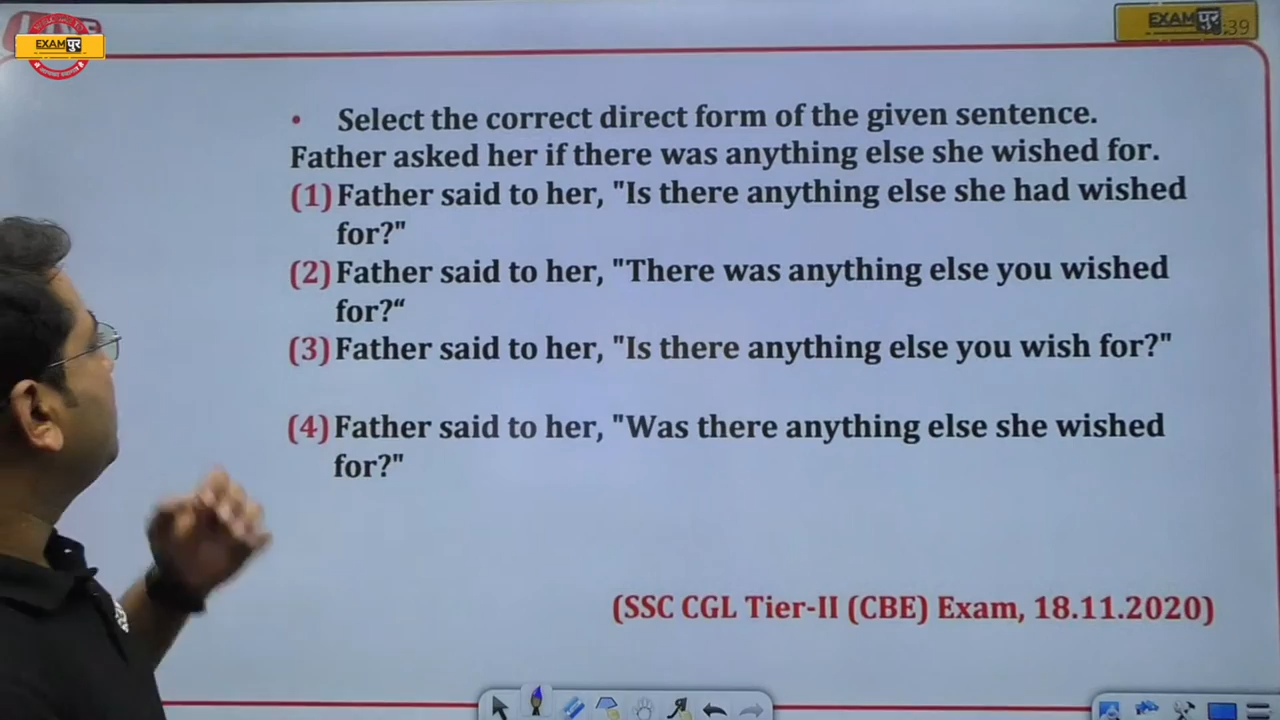 EXAMपुर
EXAMपुर
:39
• Select the correct direct form of the given sentence.
Father asked her if there was anything else she wished for.
(1) Father said to her, "Is there anything else she had wished
for?"
(2) Father said to her, "There was anything else you wished
for?“
(3) Father said to her, "Is there anything else you wish for?"
(4) Father said to her, "Was there anything else she wished
for?"
(SSC CGL Tier-II (CBE) Exam, 18.11.2020)